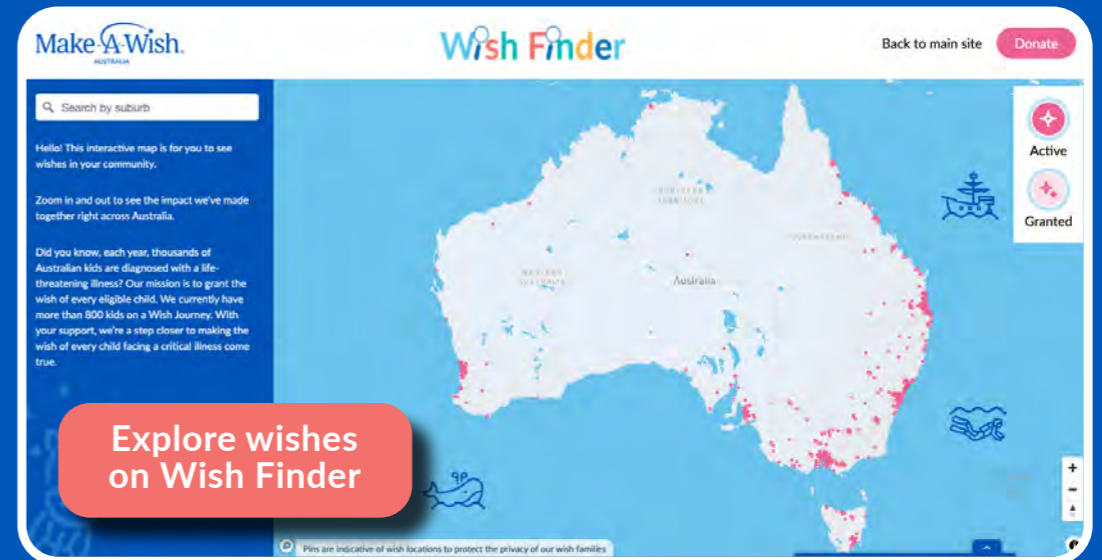 Make-A-Wish.
AUSTRALIA
Wish Finder
Back to main site
Donate
Search by suburb
Hello! This interactive map is for you to see
wishes in your community.
Zoom in and out to see the impact we've made
together right across Australia.
Did you know, each year, thousands of
Australian kids are diagnosed with a life-
threatening illness? Our mission is to grant the
wish of every eligible child. We currently have
more than 800 kids on a Wish Journey. With
your support, we're a step closer to making the
wish of every child facing a critical illness come
true.
Active
Granted
NORTHERN
TERRITORY
QUEENSLAND
WESTERN
AUSTRALIA
Australia
Explore wishes
on Wish Finder
Pins are indicative of wish locations to protect the privacy of our wish families